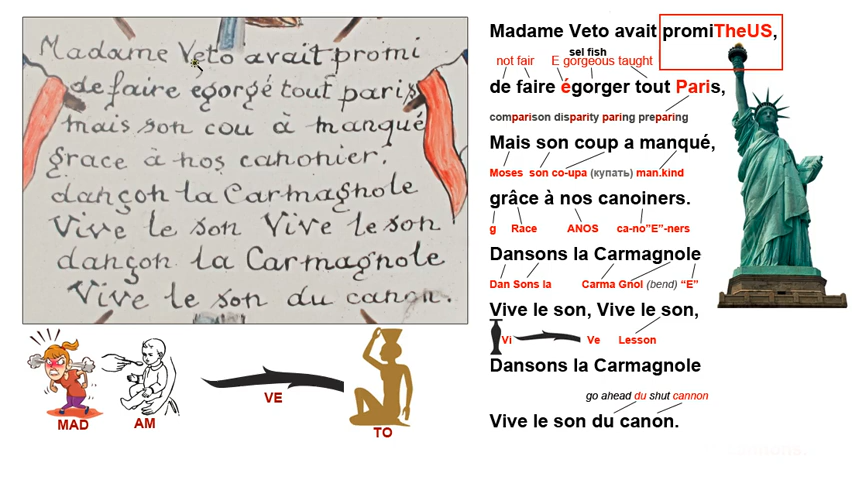 Madame Veto avait promi
de faire egorgé tout paris
mais son cou à manqué
grace à nos canonier.
dançon la Carmagnole
Vive le son Vive le son
dançon la Carmagnole
Vive le son du canon.
MAD
AM
VE
TO
Madame Veto avait promiTheUS,
sel fish
not fair E gorgeous taught
de faire égorger tout Paris,
comparison disparity paring preparing
Mais son coup a manqué,
Moses son co-upa (купать) man.kind
grâce à nos canoiners.
g Race ANOS ca-no"E"-ners
Dansons la Carmagnole
Dan Sons la Carma Gnol (bend) "E"
Vive le son, Vive le son,
Vi Ve Lesson
Dansons la Carmagnole
go ahead du shut cannon
Vive le son du canon.